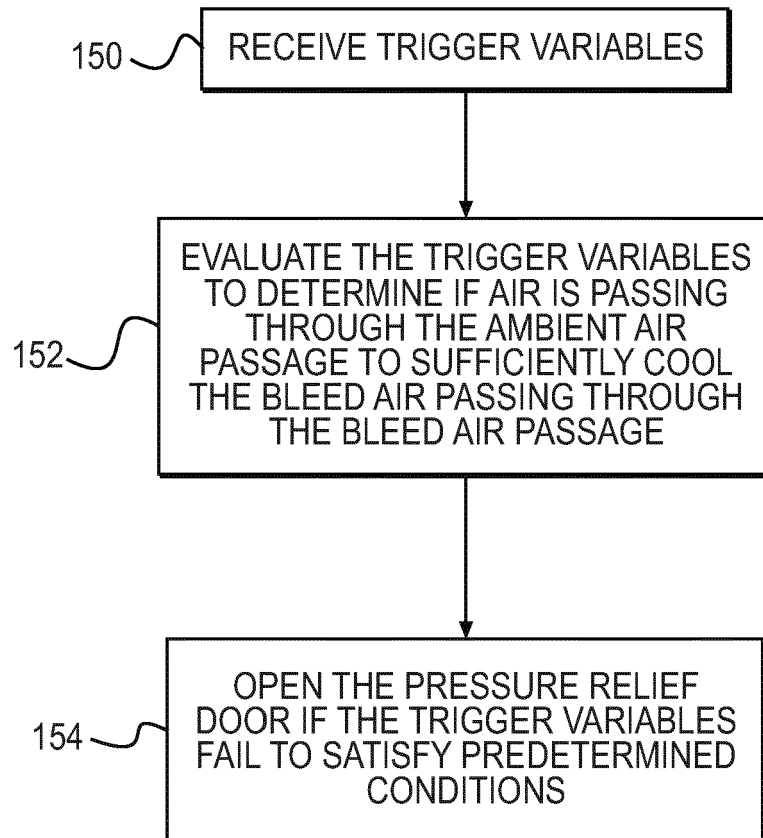 150
RECEIVE TRIGGER VARIABLES
152
EVALUATE THE TRIGGER VARIABLES
TO DETERMINE IF AIR IS PASSING
THROUGH THE AMBIENT AIR
PASSAGE TO SUFFICIENTLY COOL
THE BLEED AIR PASSING THROUGH
THE BLEED AIR PASSAGE
154
OPEN THE PRESSURE RELIEF
DOOR IF THE TRIGGER VARIABLES
FAIL TO SATISFY PREDETERMINED
CONDITIONS